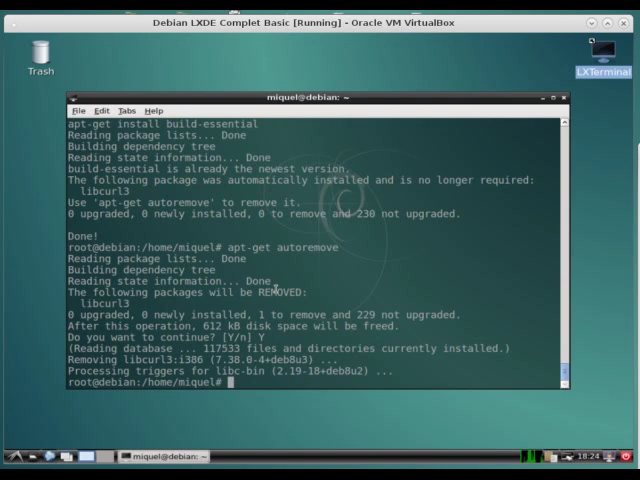 Debian LXDE Complet Basic [Running] - Oracle VM VirtualBox
Trash
LXTerminal
miquel@debian: ~
File Edit Tabs Help
apt-get install build-essential
Reading package lists... Done
Building dependency tree
Reading state information... Done
build-essential is already the newest version.
The following package was automatically installed and is no longer required:
libcurl3
Use 'apt-get autoremove' to remove it.
0 upgraded, 0 newly installed, 0 to remove and 230 not upgraded.
Done!
root@debian:/home/miquel# apt-get autoremove
Reading package lists... Done
Building dependency tree
Reading state information... Done
The following packages will be REMOVED:
libcurl3
0 upgraded, 0 newly installed, 1 to remove and 229 not upgraded.
After this operation, 612 kB disk space will be freed.
Do you want to continue? [Y/n] Y
(Reading database ... 117533 files and directories currently installed.)
Removing libcurl3:i386 (7.38.0-4+deb8u3) ...
Processing triggers for libc-bin (2.19-18+deb8u2) ...
root@debian:/home/miquel#
miquel@debian: ~
18:24